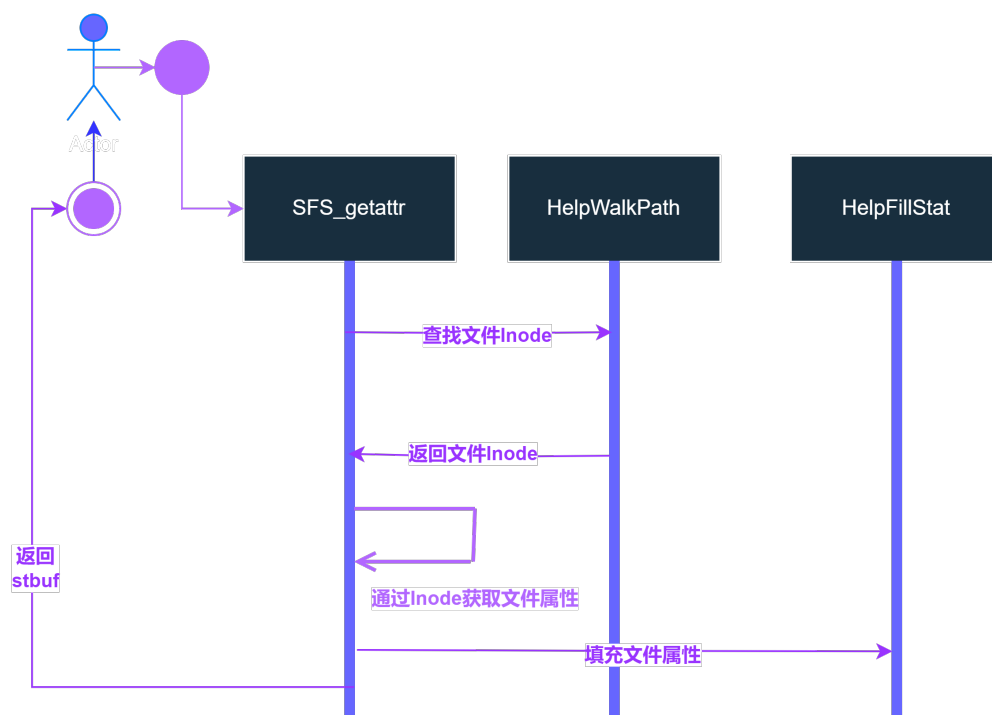 Actor
SFS_getattr
HelpWalkPath
HelpFillStat
查找文件Inode
返回文件Inode
返回
stbuf
通过Inode获取文件属性
填充文件属性